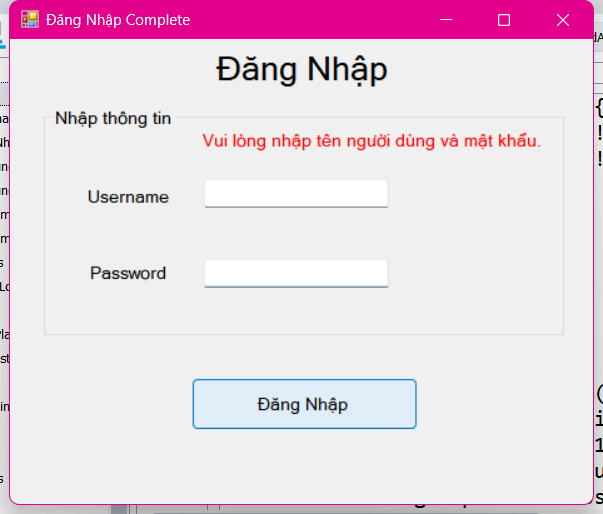 Đăng Nhập Complete
Đăng Nhập
Nhập thông tin
Vui lòng nhập tên người dùng và mật khẩu.
Username
Password
Đăng Nhập